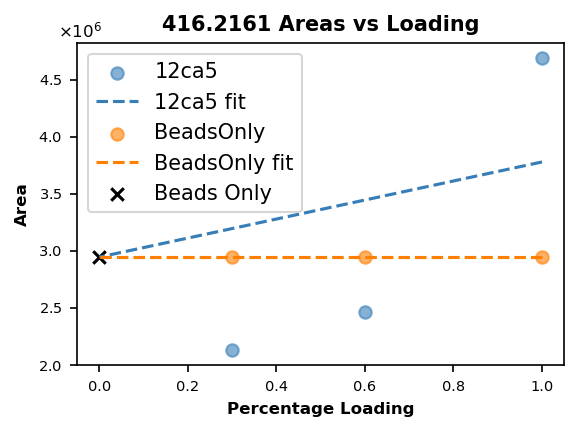 416.2161 Areas vs Loading
×10⁶
12ca5
12ca5 fit
BeadsOnly
BeadsOnly fit
Beads Only
4.5
4.0
3.5
3.0
2.5
2.0
Area
0.0 0.2 0.4 0.6 0.8 1.0
Percentage Loading